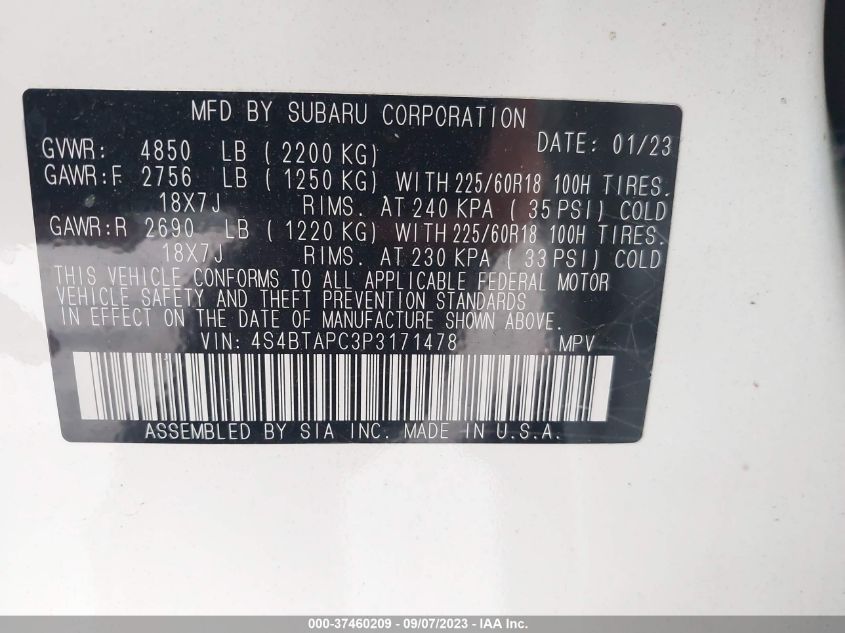 MFD BY SUBARU CORPORATION
GVWR: 4850 LB ( 2200 KG) DATE: 01/23
GAWR:F 2756 LB ( 1250 KG) WITH 225/60R18 100H TIRES.
18X7J RIMS. AT 240 KPA ( 35 PSI) COLD
GAWR:R 2690 LB ( 1220 KG) WITH 225/60R18 100H TIRES.
18X7J RIMS. AT 230 KPA ( 33 PSI) COLD
THIS VEHICLE CONFORMS TO ALL APPLICABLE FEDERAL MOTOR
VEHICLE SAFETY AND THEFT PREVENTION STANDARDS
IN EFFECT ON THE DATE OF MANUFACTURE SHOWN ABOVE.
VIN: 4S4BTAPC3P3171478 MPV
ASSEMBLED BY SIA INC. MADE IN U.S.A.
000-37460209 - 09/07/2023 - IAA Inc.